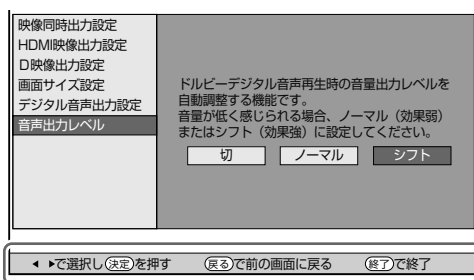 映像同時出力設定
HDMI映像出力設定
D映像出力設定
画面サイズ設定
デジタル音声出力設定
音声出力レベル
ドルビーデジタル音声再生時の音量出力レベルを
自動調整する機能です。
音量が低く感じられる場合、ノーマル（効果弱）
またはシフト（効果強）に設定してください。
切 ノーマル シフト
◀ ▶で選択し決定を押す 戻るで前の画面に戻る 終了で終了